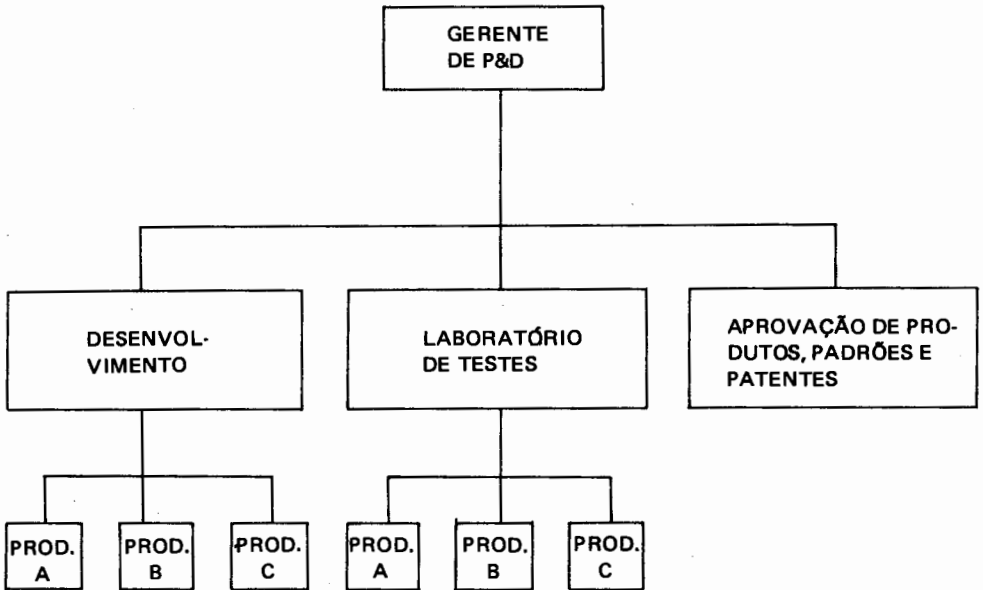 GERENTE
DE P&D
DESENVOL-
VIMENTO
LABORATÓRIO
DE TESTES
APROVAÇÃO DE PRO-
DUTOS, PADRÕES E
PATENTES
PROD.
A
PROD.
B
PROD.
C
PROD.
A
PROD.
B
PROD.
C